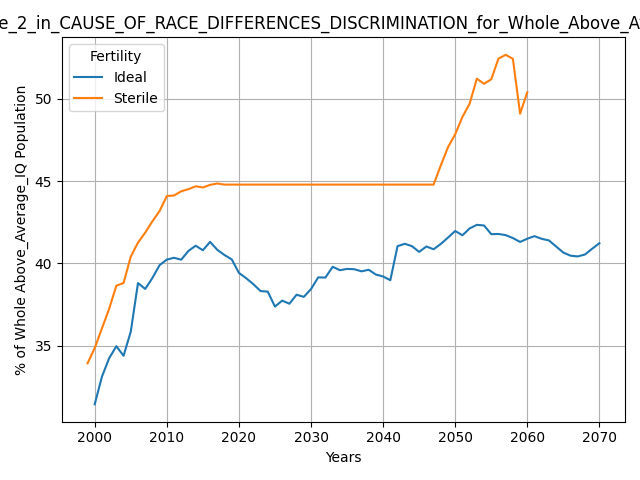 e_2_in_CAUSE_OF_RACE_DIFFERENCES_DISCRIMINATION_for_Whole_Above_A
Fertility
Ideal
Sterile
% of Whole Above_Average_IQ Population
50
45
40
35
2000 2010 2020 2030 2040 2050 2060 2070
Years